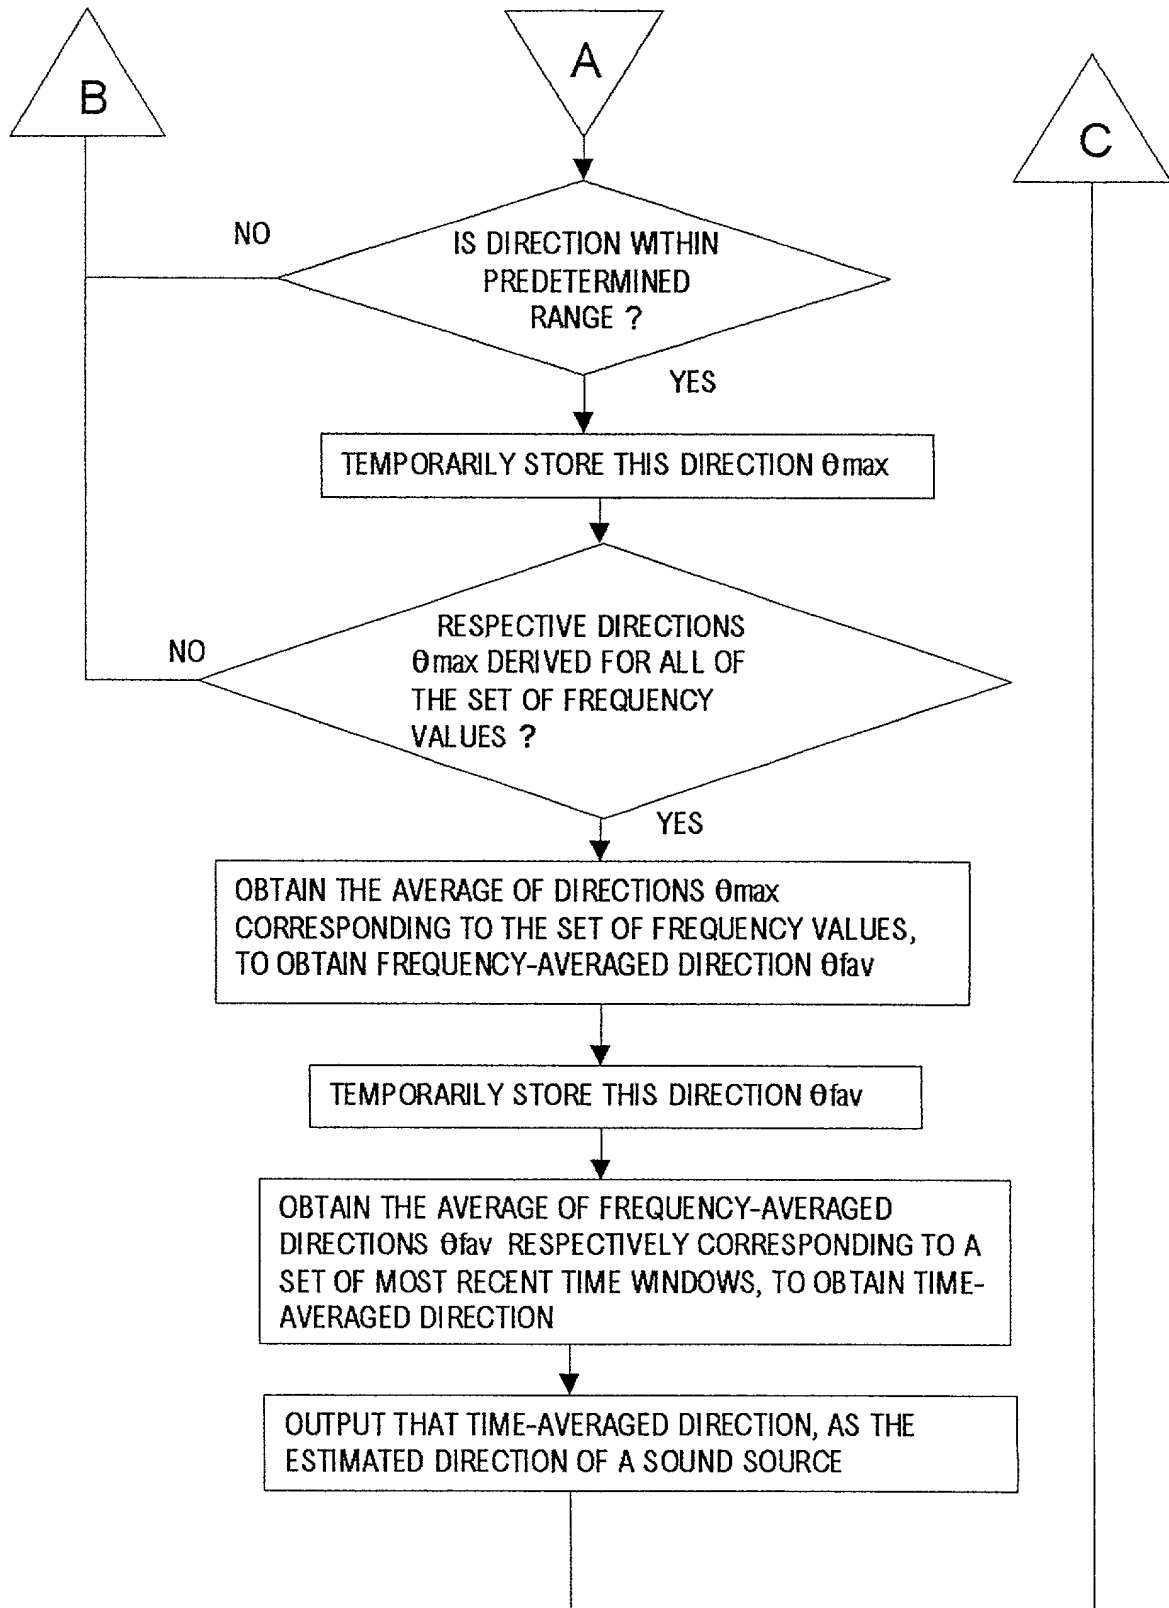 B
A
C
NO
IS DIRECTION WITHIN
PREDETERMINED
RANGE ?
YES
TEMPORARILY STORE THIS DIRECTION θmax
NO
RESPECTIVE DIRECTIONS
θmax DERIVED FOR ALL OF
THE SET OF FREQUENCY
VALUES ?
YES
OBTAIN THE AVERAGE OF DIRECTIONS θmax
CORRESPONDING TO THE SET OF FREQUENCY VALUES,
TO OBTAIN FREQUENCY-AVERAGED DIRECTION θfav
TEMPORARILY STORE THIS DIRECTION θfav
OBTAIN THE AVERAGE OF FREQUENCY-AVERAGED
DIRECTIONS θfav RESPECTIVELY CORRESPONDING TO A
SET OF MOST RECENT TIME WINDOWS, TO OBTAIN TIME-
AVERAGED DIRECTION
OUTPUT THAT TIME-AVERAGED DIRECTION, AS THE
ESTIMATED DIRECTION OF A SOUND SOURCE